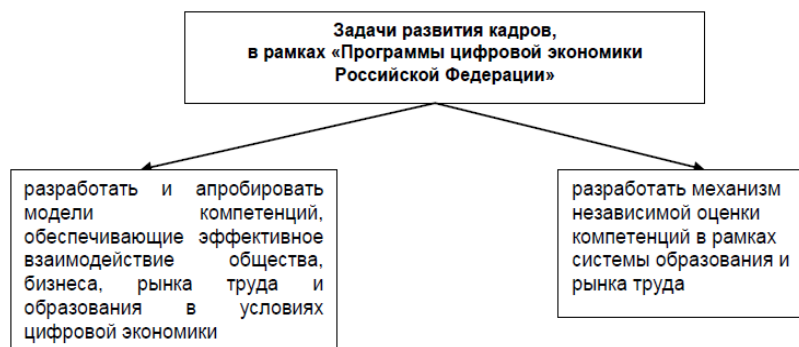 Задачи развития кадров,
в рамках «Программы цифровой экономики
Российской Федерации»
разработать и апробировать
модели компетенций,
обеспечивающие эффективное
взаимодействие общества,
бизнеса, рынка труда и
образования в условиях
цифровой экономики
разработать механизм
независимой оценки
компетенций в рамках
системы образования и
рынка труда